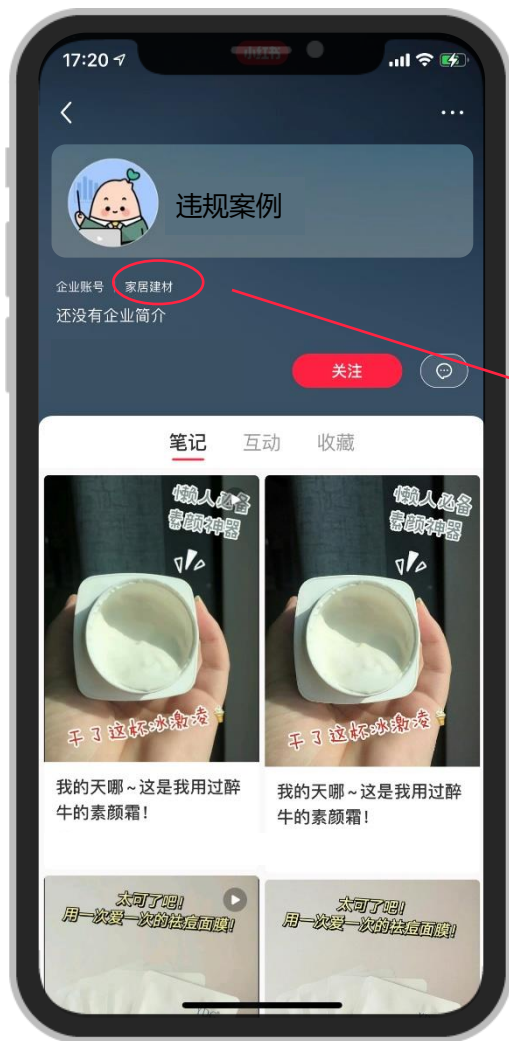 17:20
小红书
违规案例
企业账号 家居建材
还没有企业简介
关注
笔记 互动 收藏
懒人必备
素颜神器
干了这杯冰激凌
我的天哪~这是我用过醉
牛的素颜霜！
懒人必备
素颜神器
干了这杯冰激凌
我的天哪~这是我用过醉
牛的素颜霜！
太可了吧！
用一次爱一次的祛痘面膜！
太可了吧！
用一次爱一次的祛痘面膜！